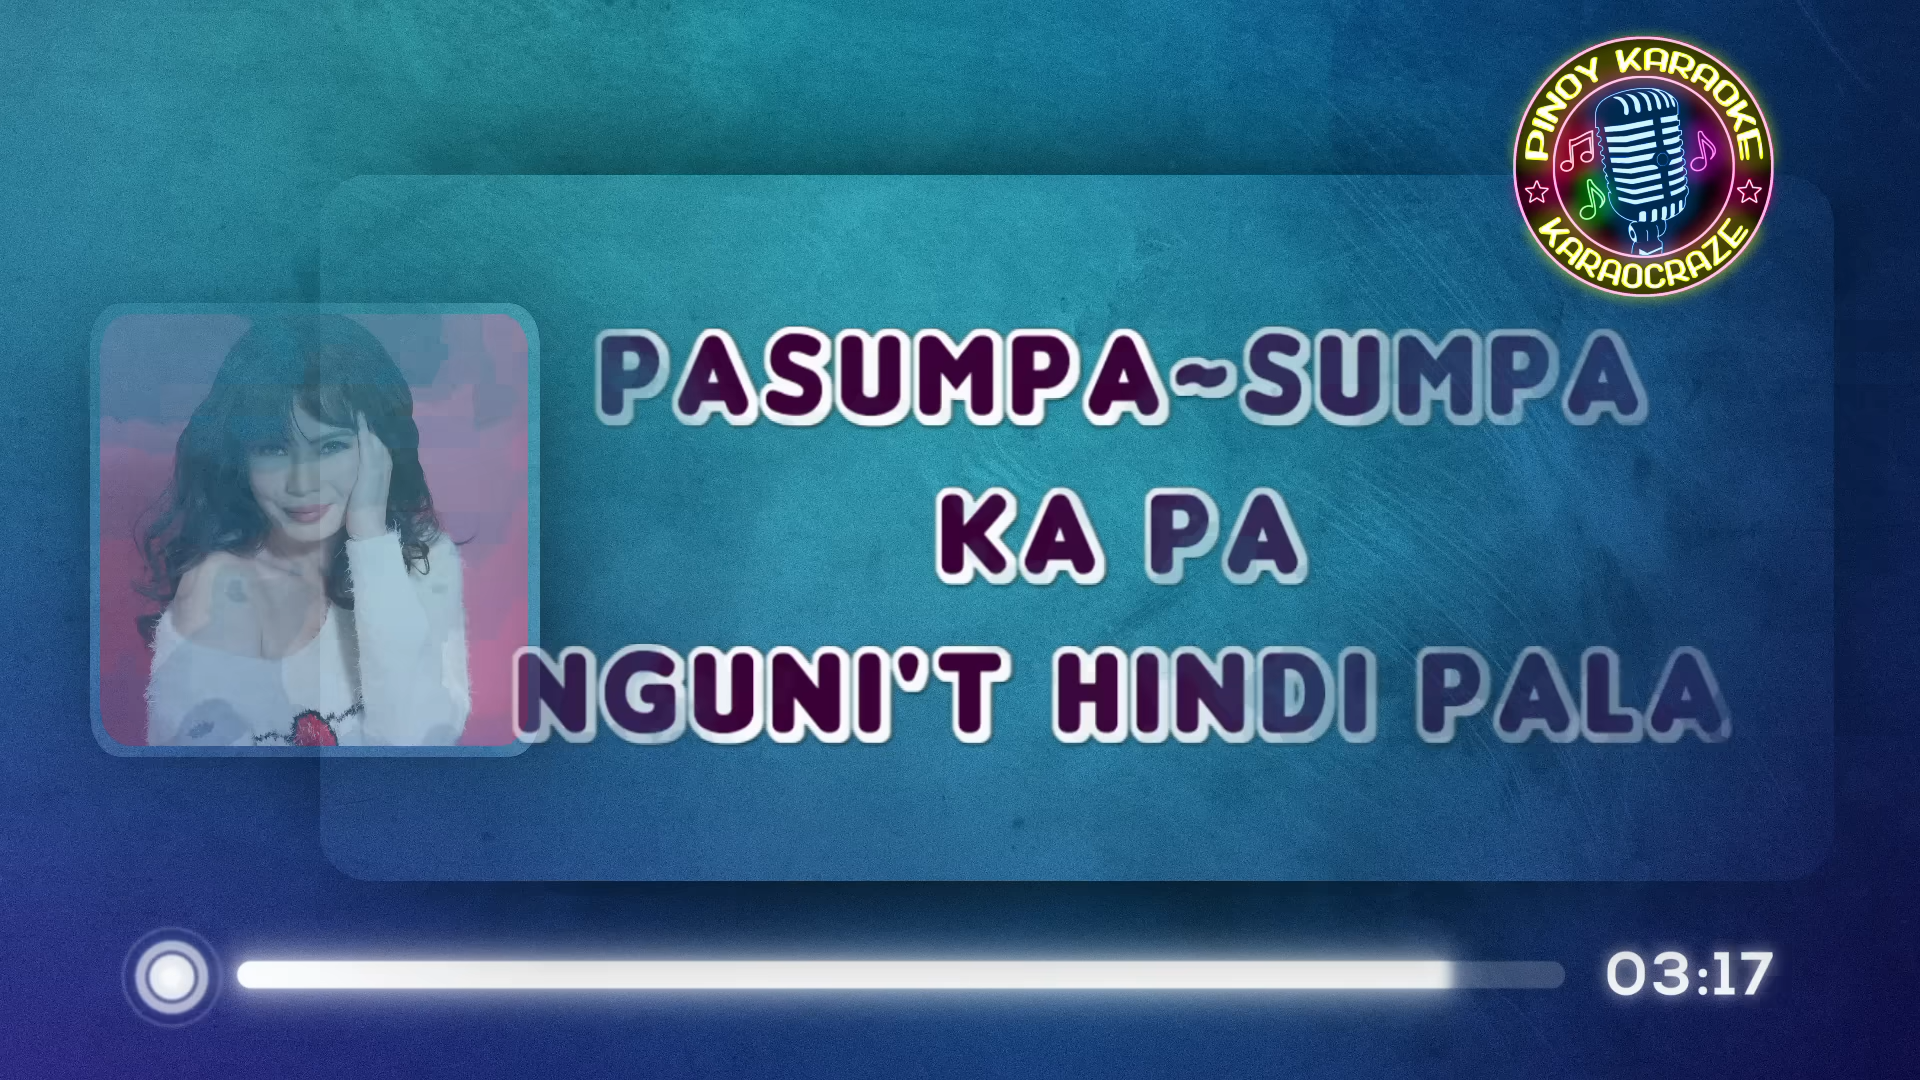 PINOY KARAOKE
KARAOCRAZE
PASUMPA~SUMPA
KA PA
NGUNI'T HINDI PALA
03:17